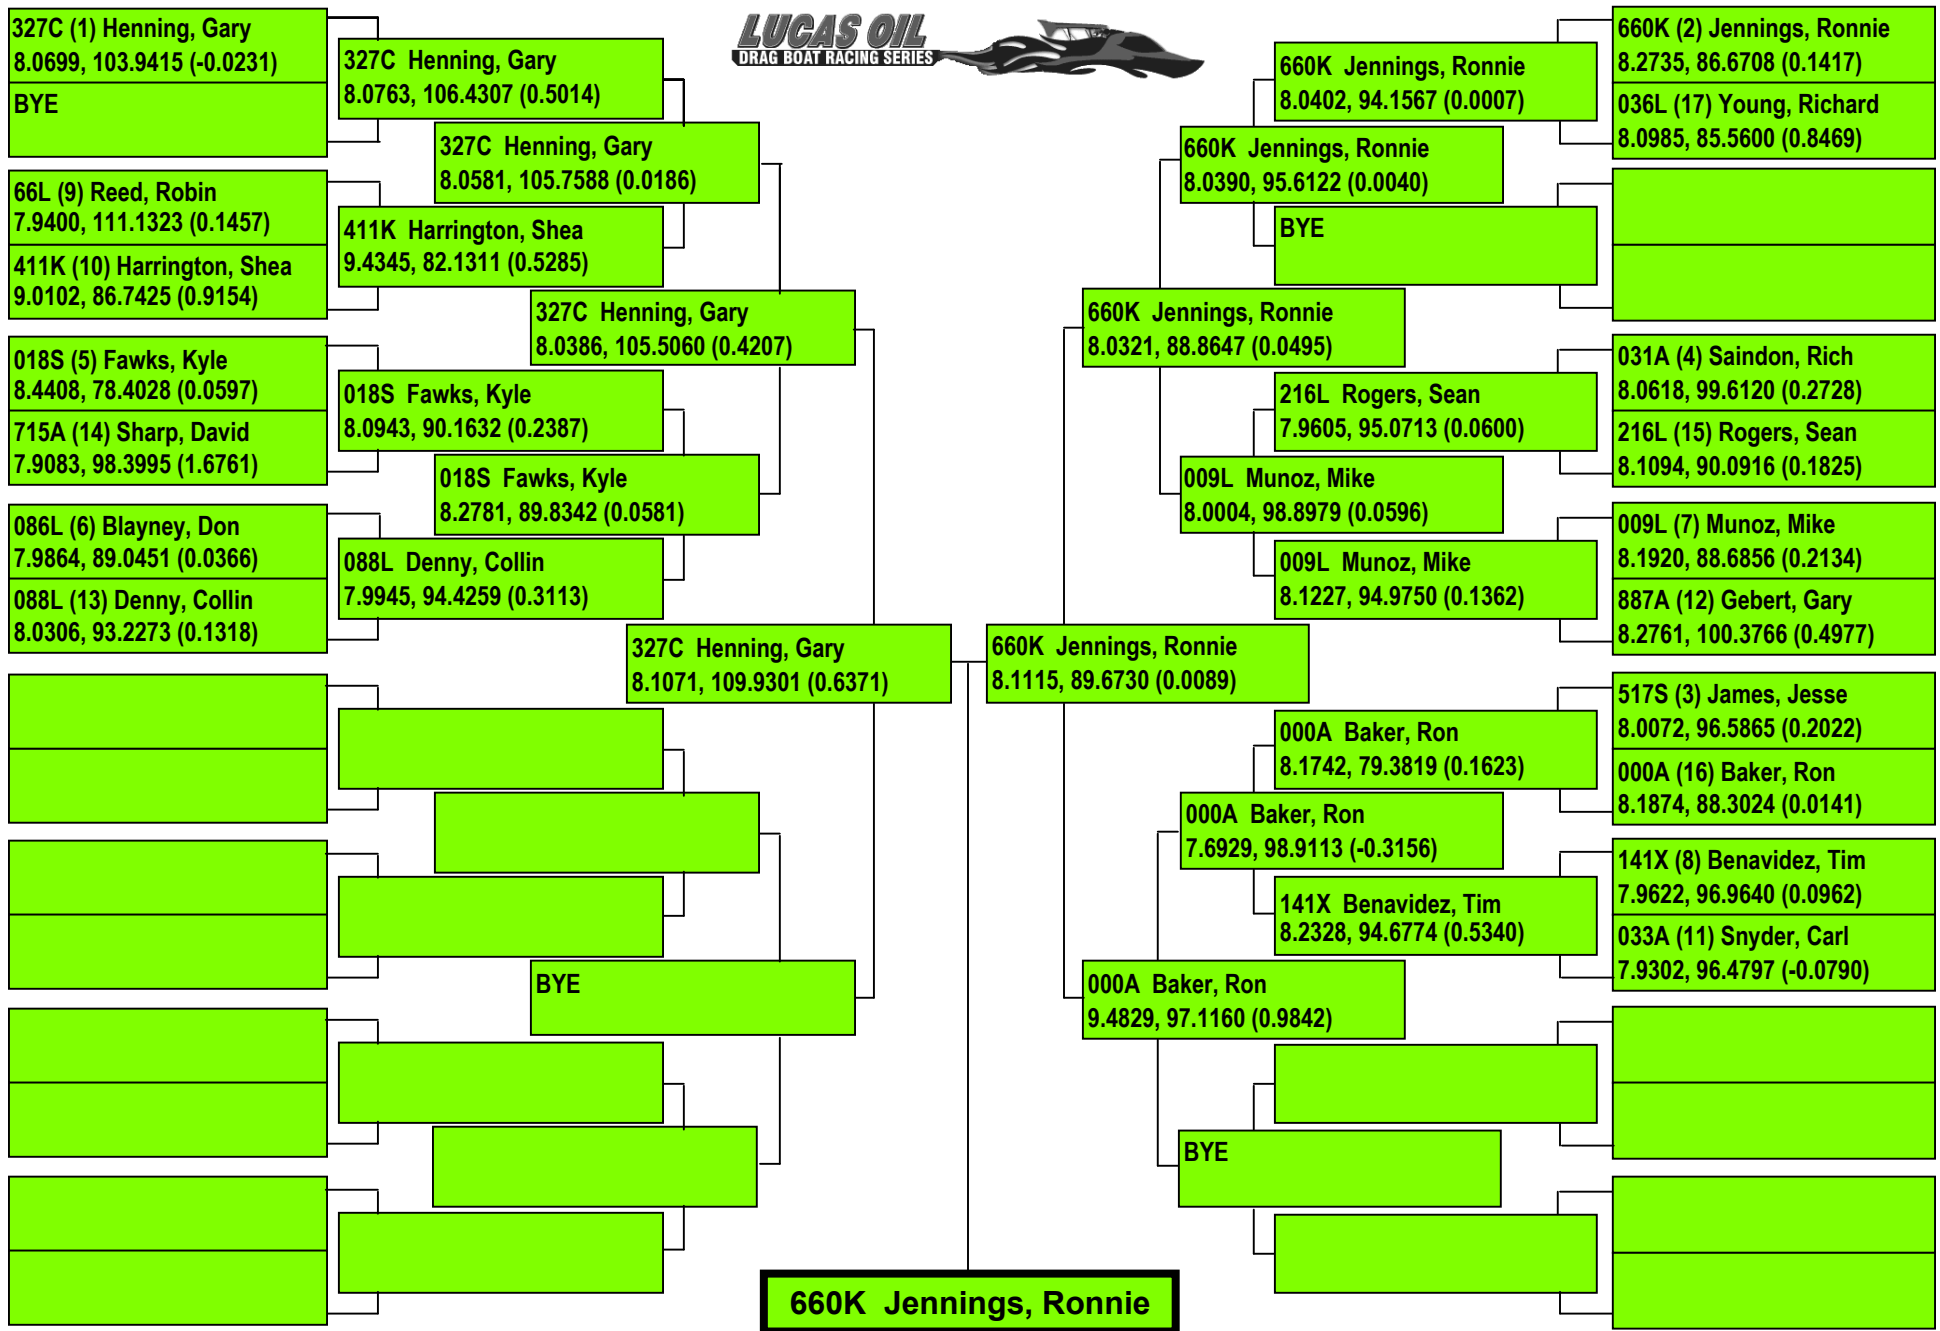 LUCAS OIL
DRAG BOAT RACING SERIES
327C (1) Henning, Gary
8.0699, 103.9415 (-0.0231)
BYE
66L (9) Reed, Robin
7.9400, 111.1323 (0.1457)
411K (10) Harrington, Shea
9.0102, 86.7425 (0.9154)
018S (5) Fawks, Kyle
8.4408, 78.4028 (0.0597)
715A (14) Sharp, David
7.9083, 98.3995 (1.6761)
086L (6) Blayney, Don
7.9864, 89.0451 (0.0366)
088L (13) Denny, Collin
8.0306, 93.2273 (0.1318)
327C Henning, Gary
8.0763, 106.4307 (0.5014)
411K Harrington, Shea
9.4345, 82.1311 (0.5285)
018S Fawks, Kyle
8.0943, 90.1632 (0.2387)
088L Denny, Collin
7.9945, 94.4259 (0.3113)
327C Henning, Gary
8.0581, 105.7588 (0.0186)
018S Fawks, Kyle
8.2781, 89.8342 (0.0581)
327C Henning, Gary
8.0386, 105.5060 (0.4207)
BYE
327C Henning, Gary
8.1071, 109.9301 (0.6371)
660K Jennings, Ronnie
8.1115, 89.6730 (0.0089)
660K Jennings, Ronnie
8.0321, 88.8647 (0.0495)
000A Baker, Ron
9.4829, 97.1160 (0.9842)
660K Jennings, Ronnie
8.0390, 95.6122 (0.0040)
009L Munoz, Mike
8.0004, 98.8979 (0.0596)
000A Baker, Ron
7.6929, 98.9113 (-0.3156)
BYE
660K Jennings, Ronnie
8.0402, 94.1567 (0.0007)
BYE
216L Rogers, Sean
7.9605, 95.0713 (0.0600)
009L Munoz, Mike
8.1227, 94.9750 (0.1362)
000A Baker, Ron
8.1742, 79.3819 (0.1623)
141X Benavidez, Tim
8.2328, 94.6774 (0.5340)
660K (2) Jennings, Ronnie
8.2735, 86.6708 (0.1417)
036L (17) Young, Richard
8.0985, 85.5600 (0.8469)
031A (4) Saindon, Rich
8.0618, 99.6120 (0.2728)
216L (15) Rogers, Sean
8.1094, 90.0916 (0.1825)
009L (7) Munoz, Mike
8.1920, 88.6856 (0.2134)
887A (12) Gebert, Gary
8.2761, 100.3766 (0.4977)
517S (3) James, Jesse
8.0072, 96.5865 (0.2022)
000A (16) Baker, Ron
8.1874, 88.3024 (0.0141)
141X (8) Benavidez, Tim
7.9622, 96.9640 (0.0962)
033A (11) Snyder, Carl
7.9302, 96.4797 (-0.0790)
660K Jennings, Ronnie